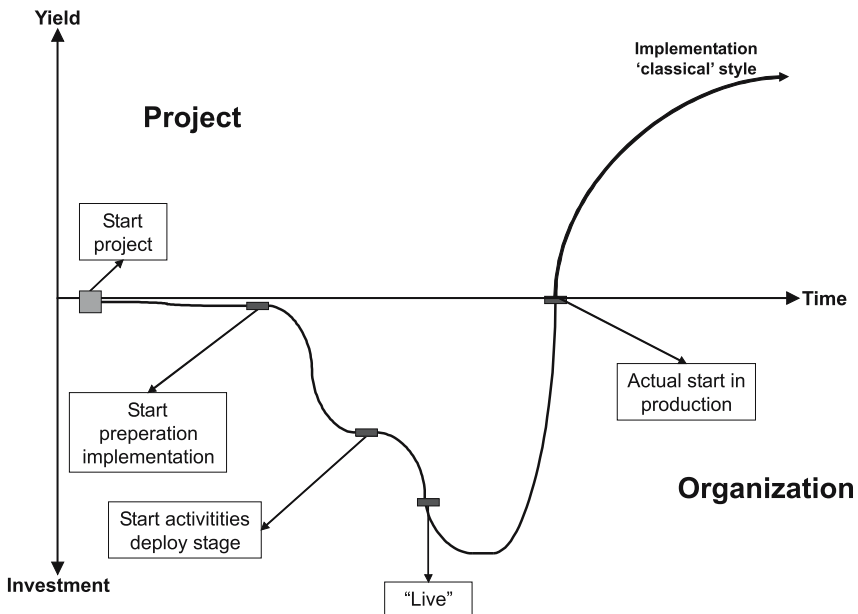 Yield
Implementation
‘classical’ style
Project
Start
project
Time
Actual start in
production
Start
preperation
implementation
Organization
Start activitities
deploy stage
Investment
“Live”